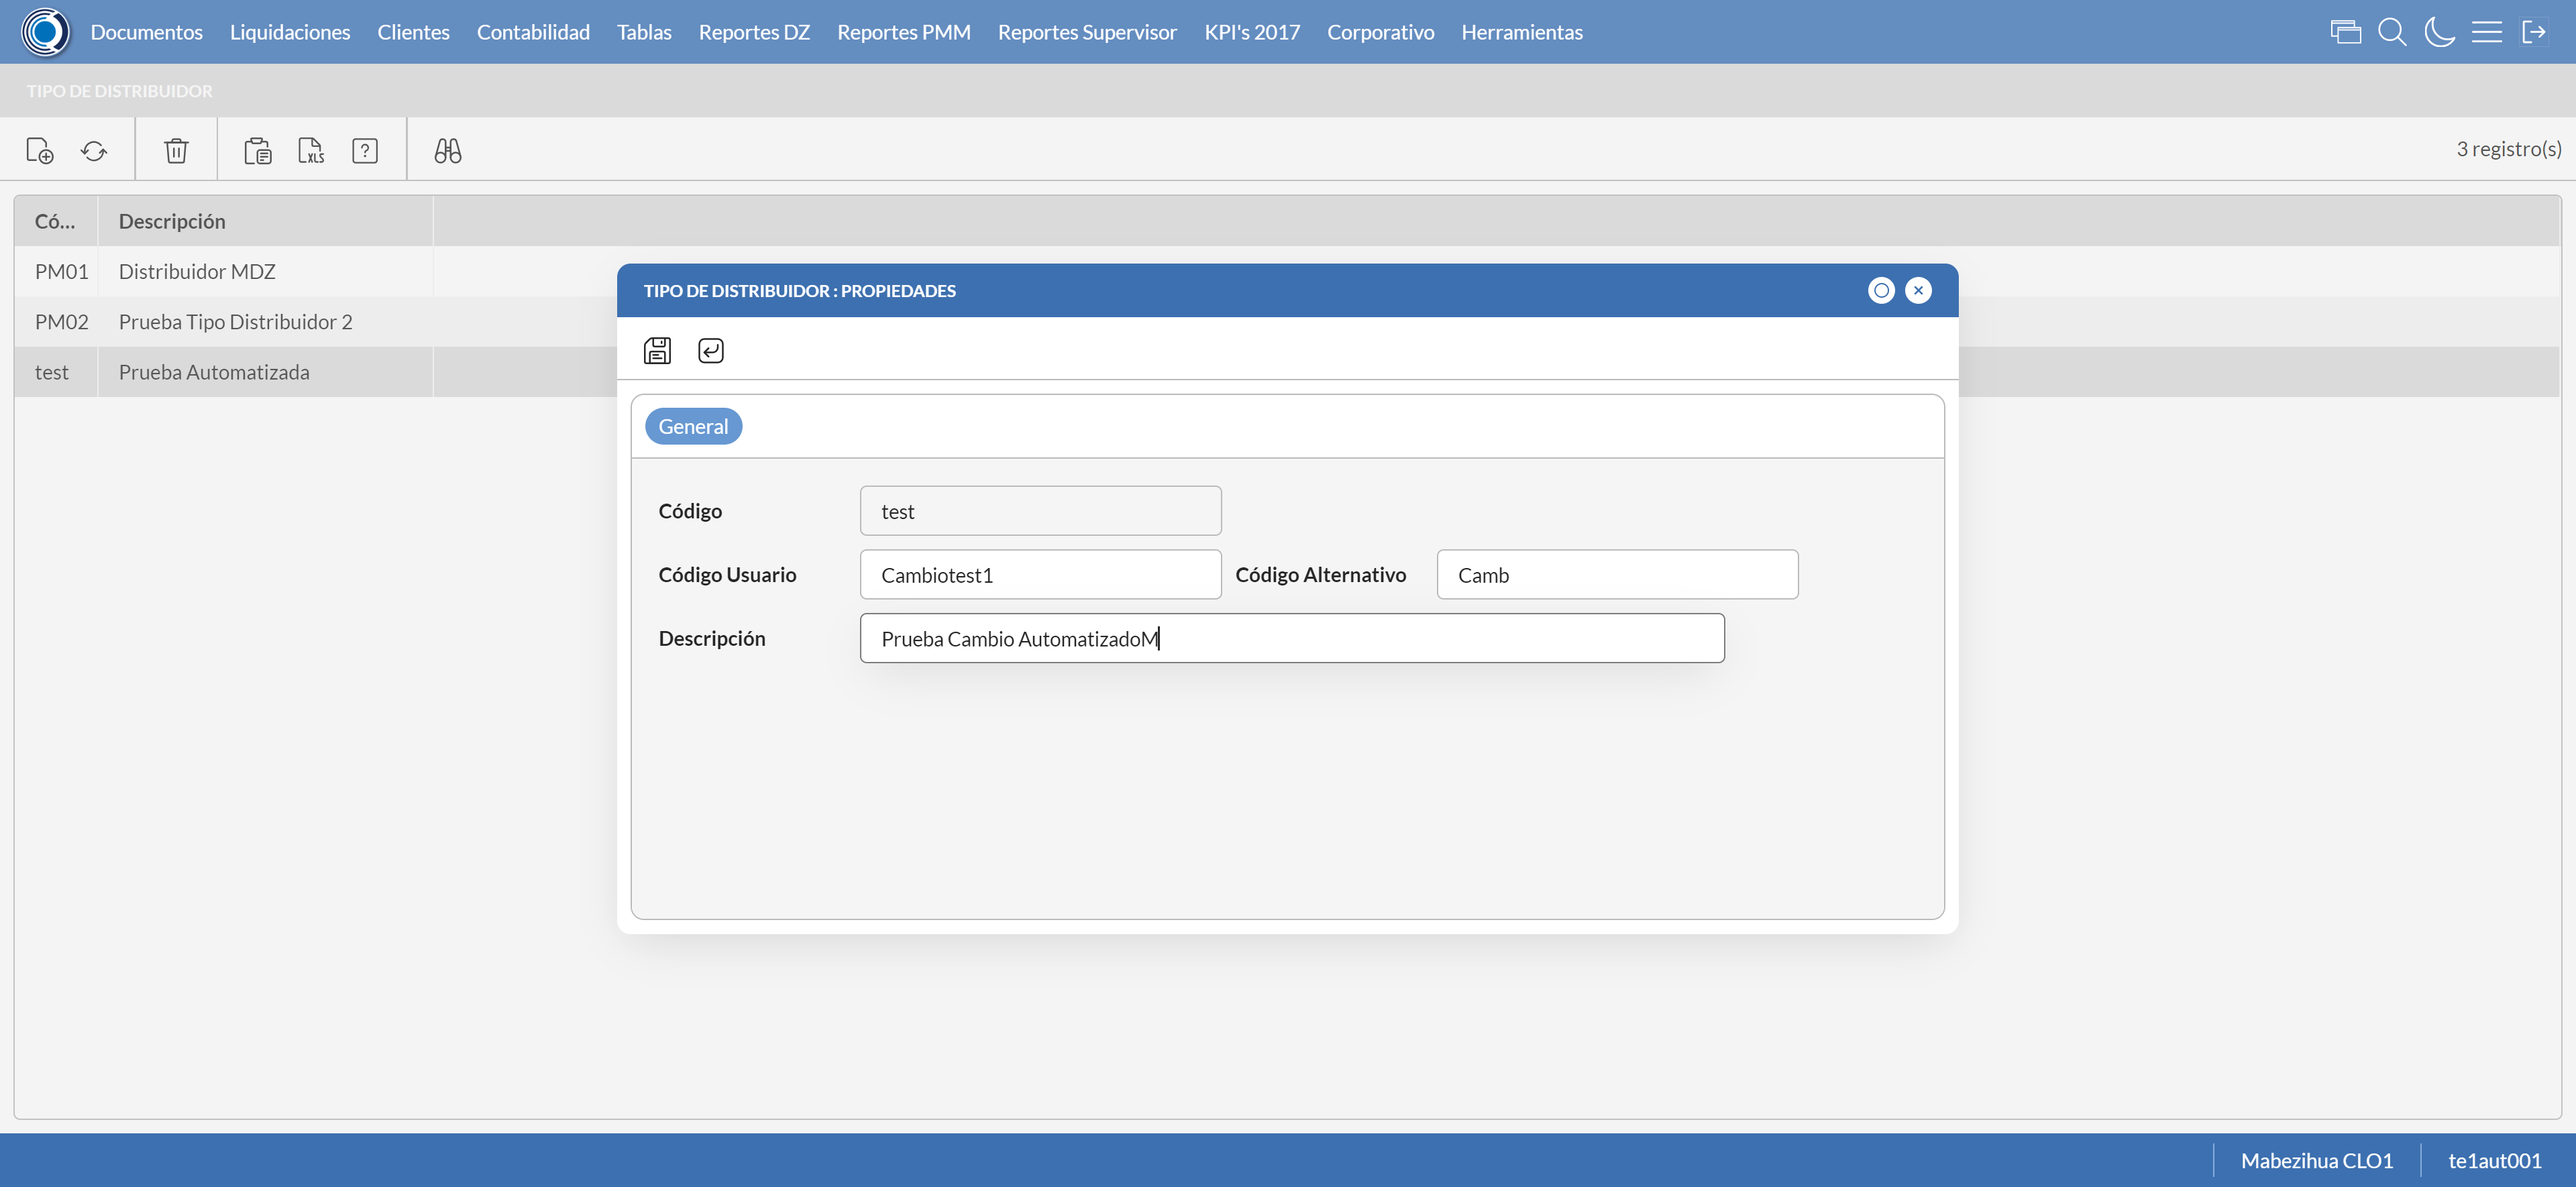 Documentos Liquidaciones Clientes Contabilidad Tablas Reportes DZ Reportes PMM Reportes Supervisor KPI's 2017 Corporativo Herramientas
TIPO DE DISTRIBUIDOR
XLS ? 3 registro(s)
Có... Descripción
PM01 Distribuidor MDZ
PM02 Prueba Tipo Distribuidor 2
test Prueba Automatizada
TIPO DE DISTRIBUIDOR : PROPIEDADES
General
Código test
Código Usuario Cambiotest1 Código Alternativo Camb
Descripción Prueba Cambio AutomatizadoM
Mabezihua CLO1 te1aut001